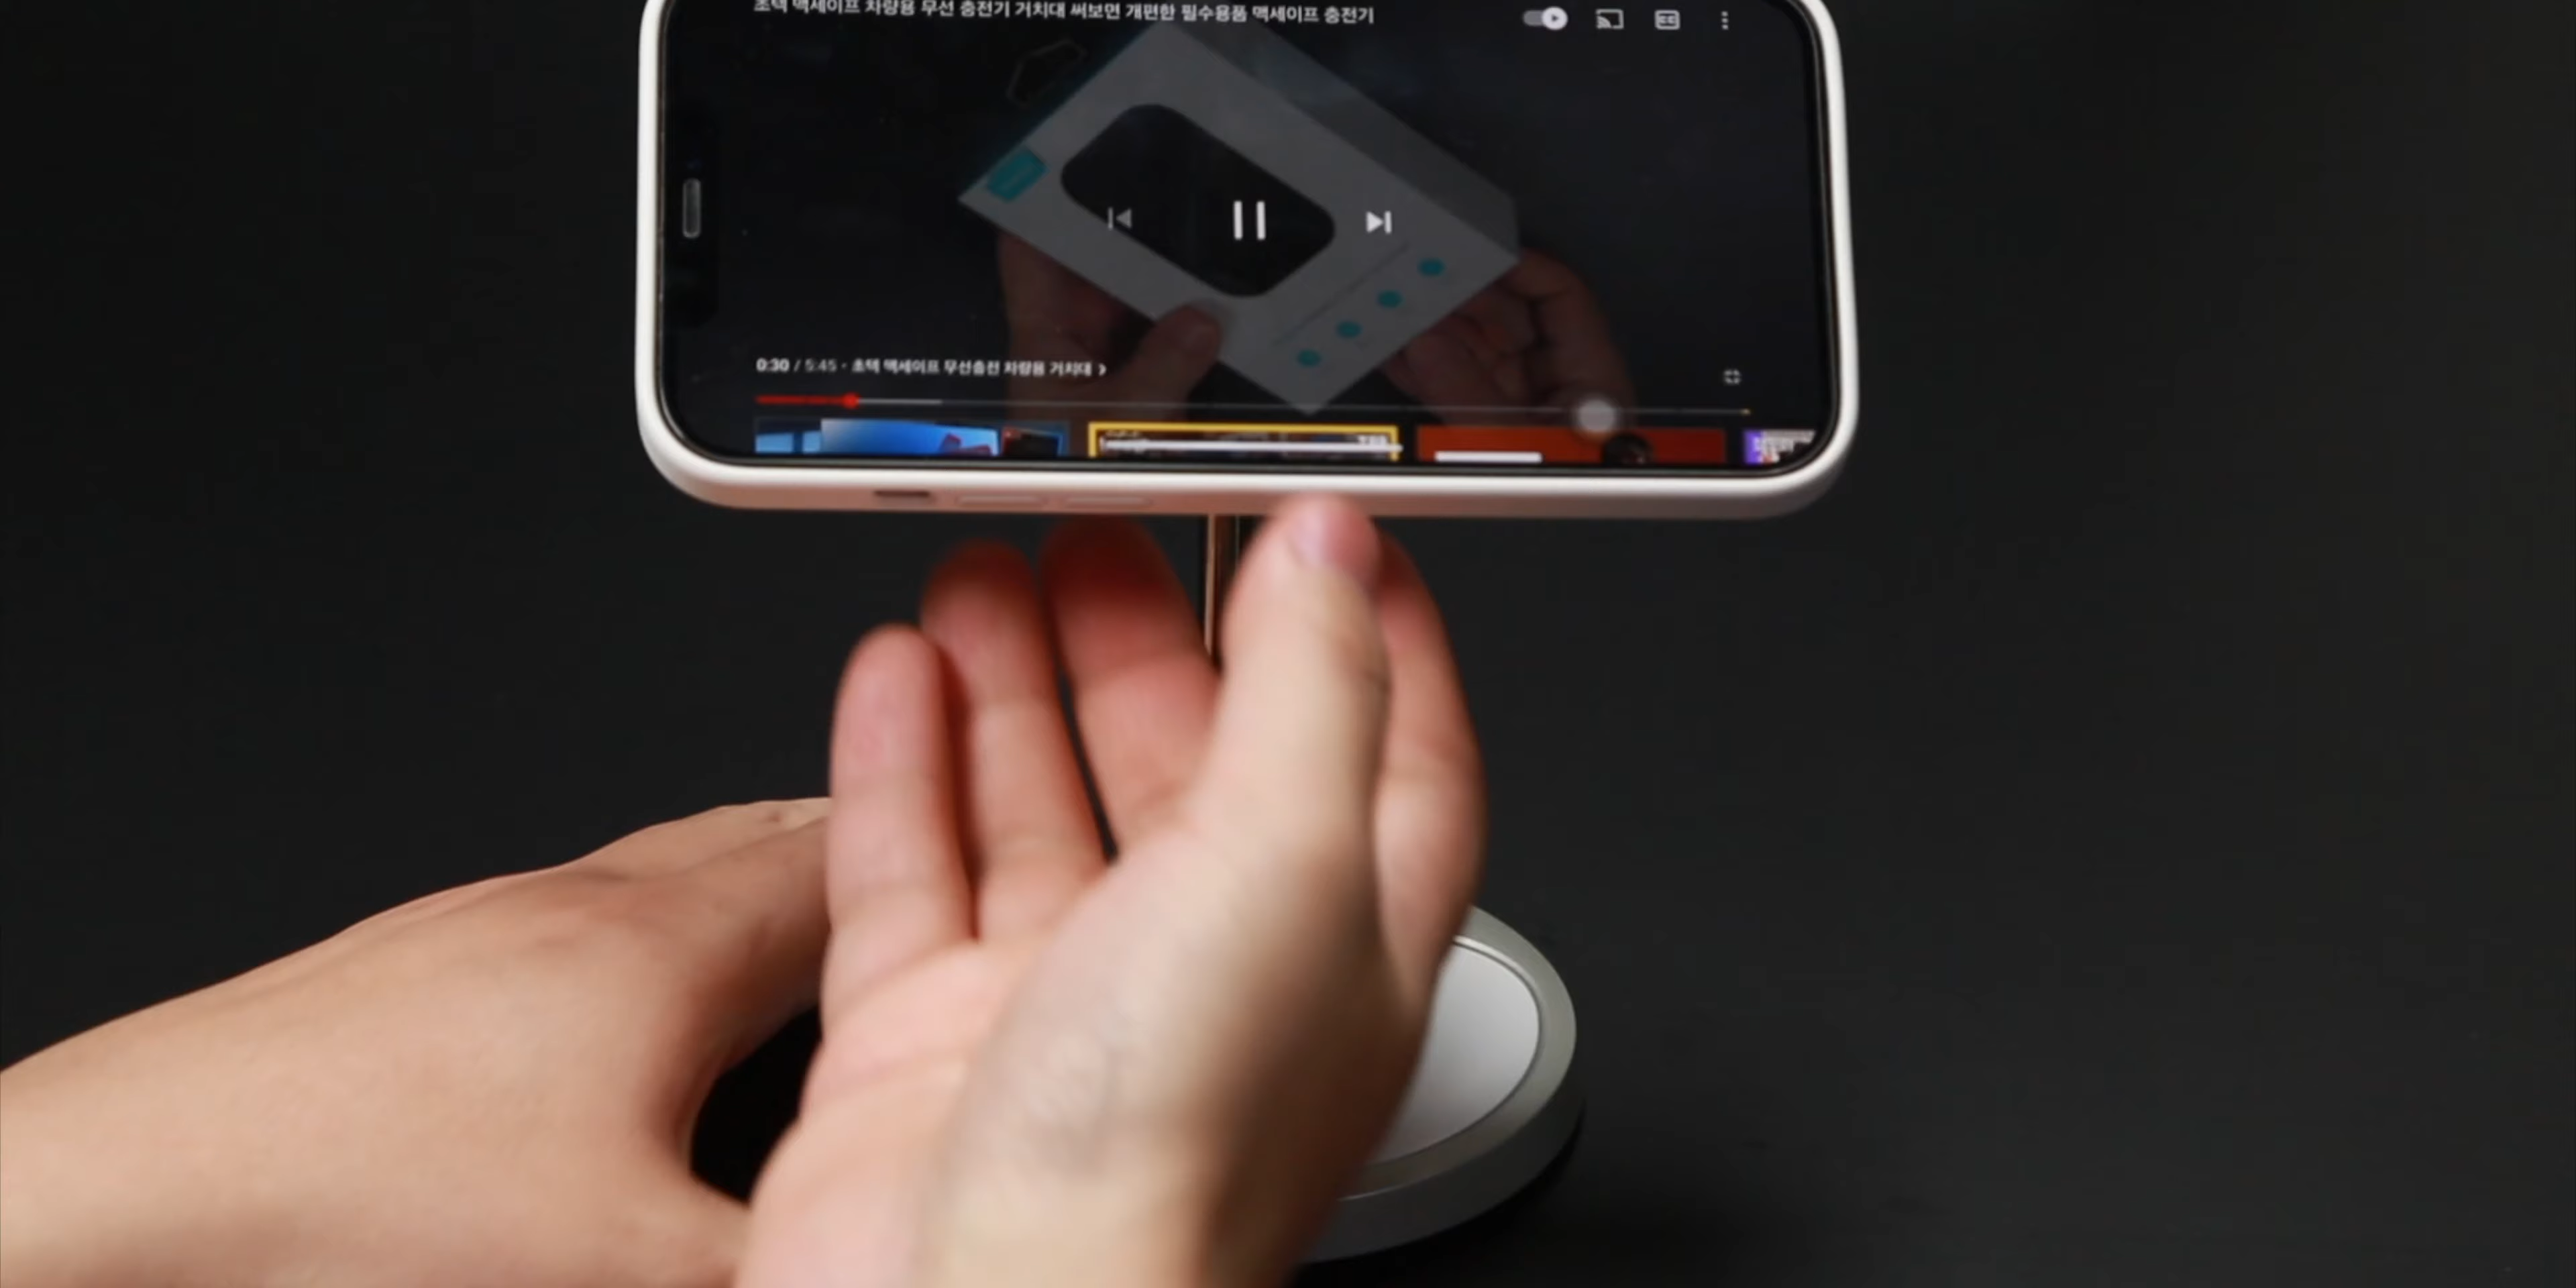 초텍 맥세이프 차량용 무선 충전기 거치대 써보면 개편한 필수용품 맥세이프 충전기
CC
0:30 / 5:45 · 초텍 맥세이프 무선충전 차량용 거치대 >